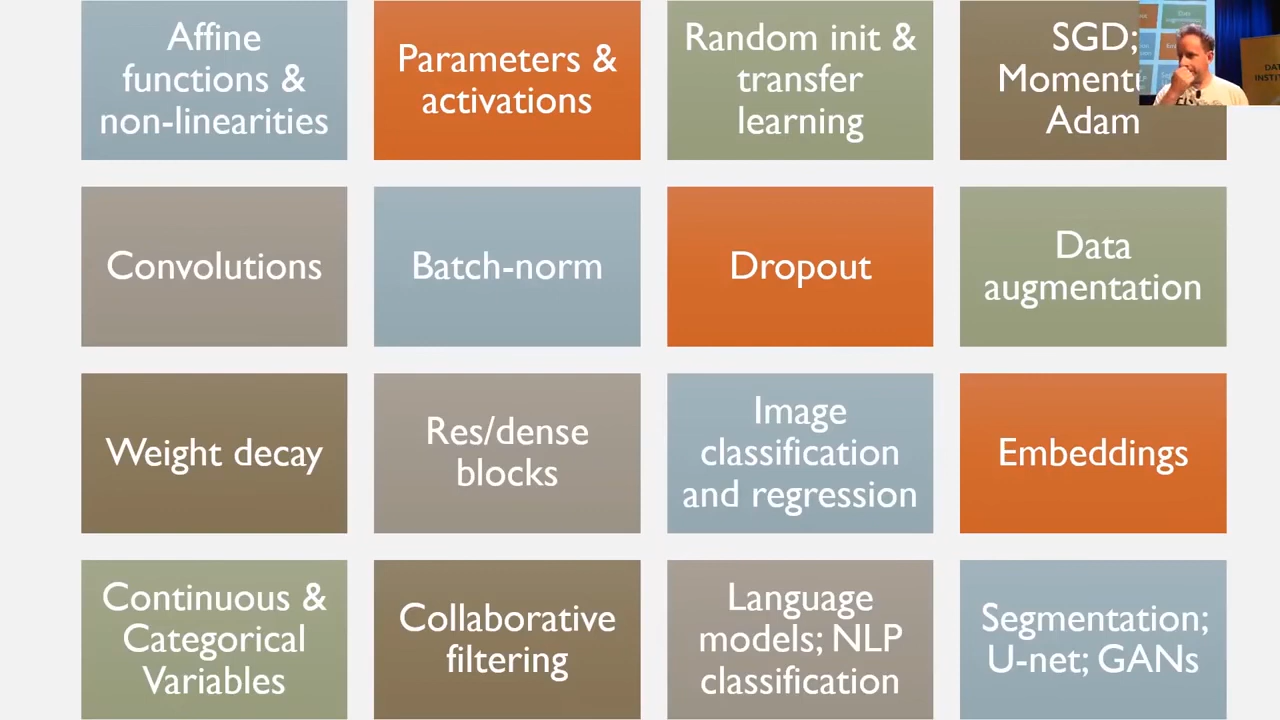 Affine
functions &
non-linearities
Parameters &
activations
Random init &
transfer
learning
SGD;
Adam
Convolutions
Batch-norm
Dropout
Data
augmentation
Weight decay
Res/dense
blocks
Image
classification
and regression
Embeddings
Continuous &
Categorical
Variables
Collaborative
filtering
Language
models; NLP
classification
Segmentation;
U-net; GANs